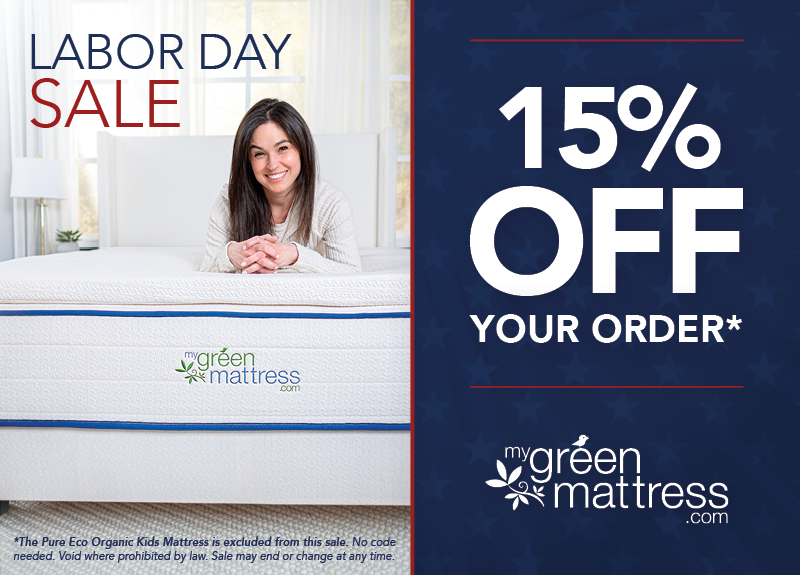 LABOR DAY
SALE
my
green
mattress
.com
*The Pure Eco Organic Kids Mattress is excluded from this sale. No code
needed. Void where prohibited by law. Sale may end or change at any time.
15%
OFF
YOUR ORDER*
my
green
mattress
.com